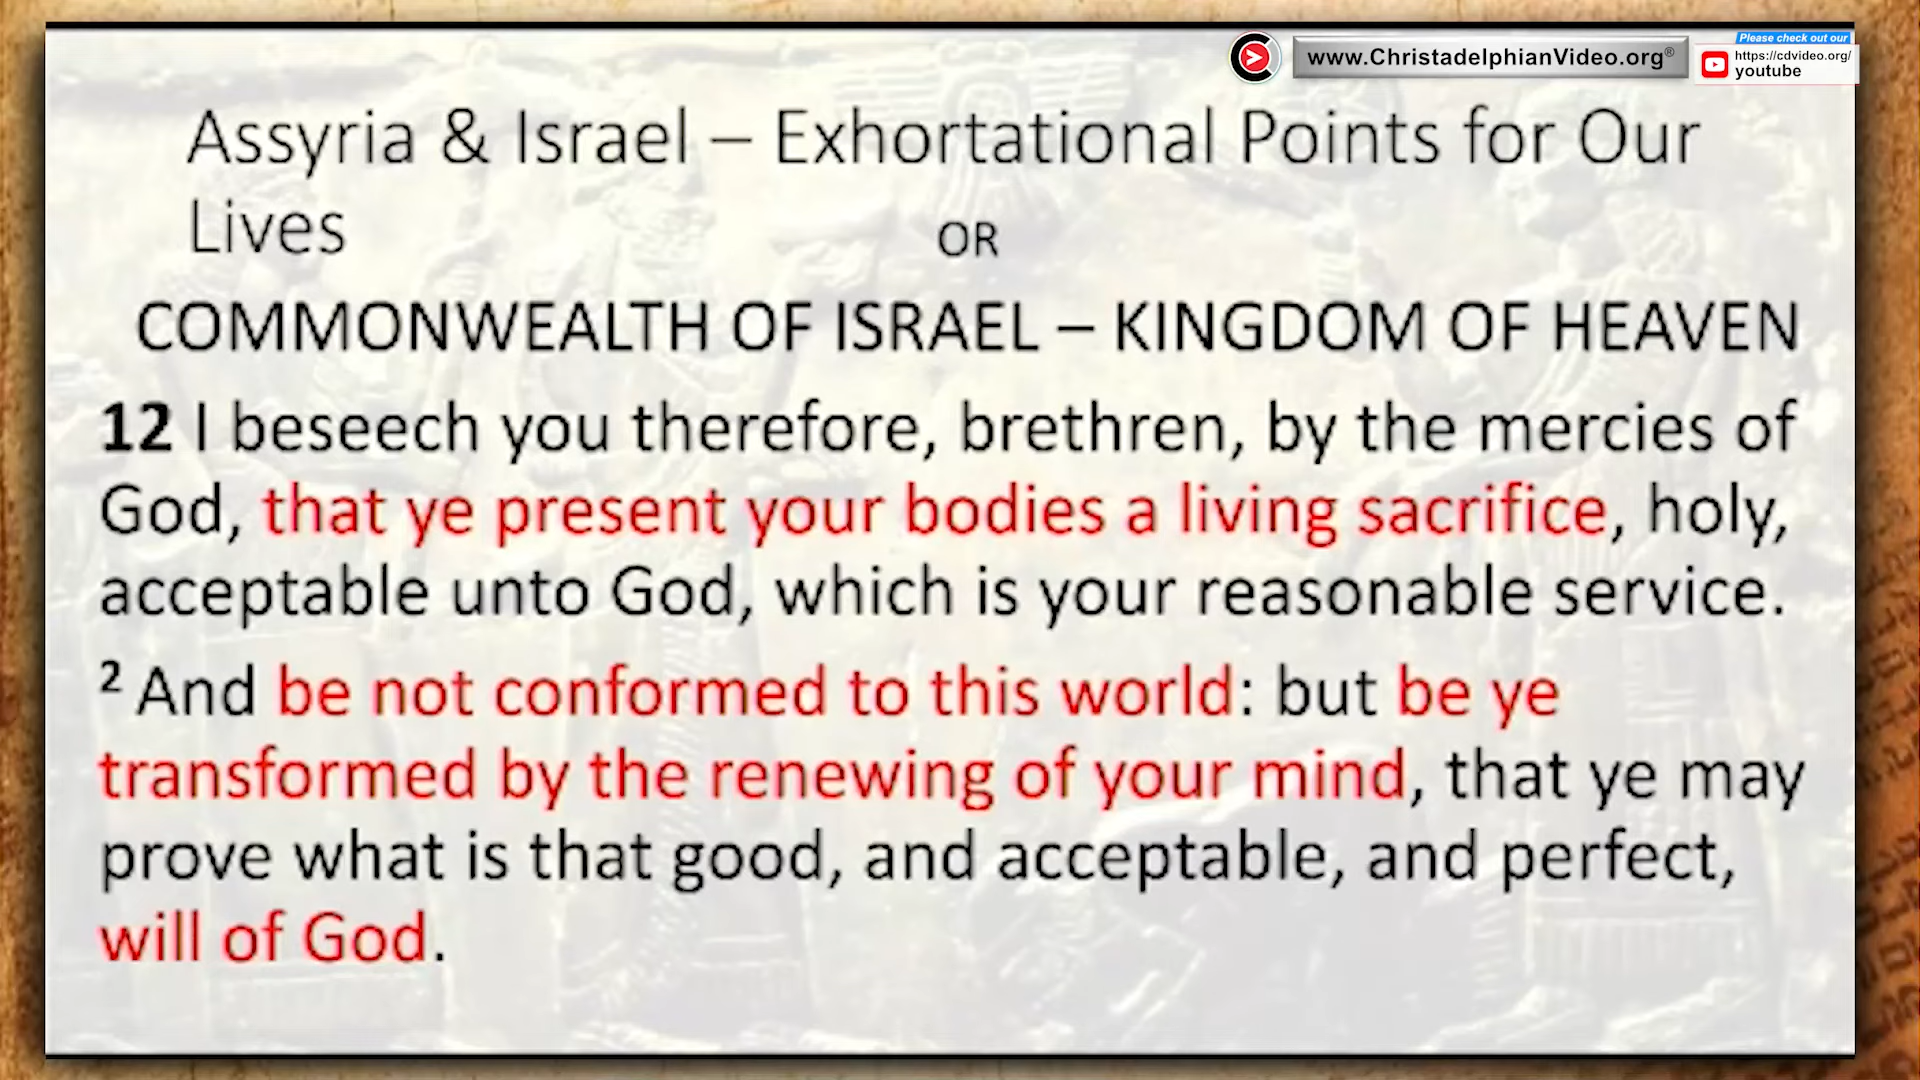 www.ChristadelphianVideo.org®
Please check out our
https://cdvideo.org/
youtube
Assyria & Israel – Exhortational Points for Our
Lives
OR
COMMONWEALTH OF ISRAEL – KINGDOM OF HEAVEN
12 I beseech you therefore, brethren, by the mercies of
God, that ye present your bodies a living sacrifice, holy,
acceptable unto God, which is your reasonable service.
2 And be not conformed to this world: but be ye
transformed by the renewing of your mind, that ye may
prove what is that good, and acceptable, and perfect,
will of God.